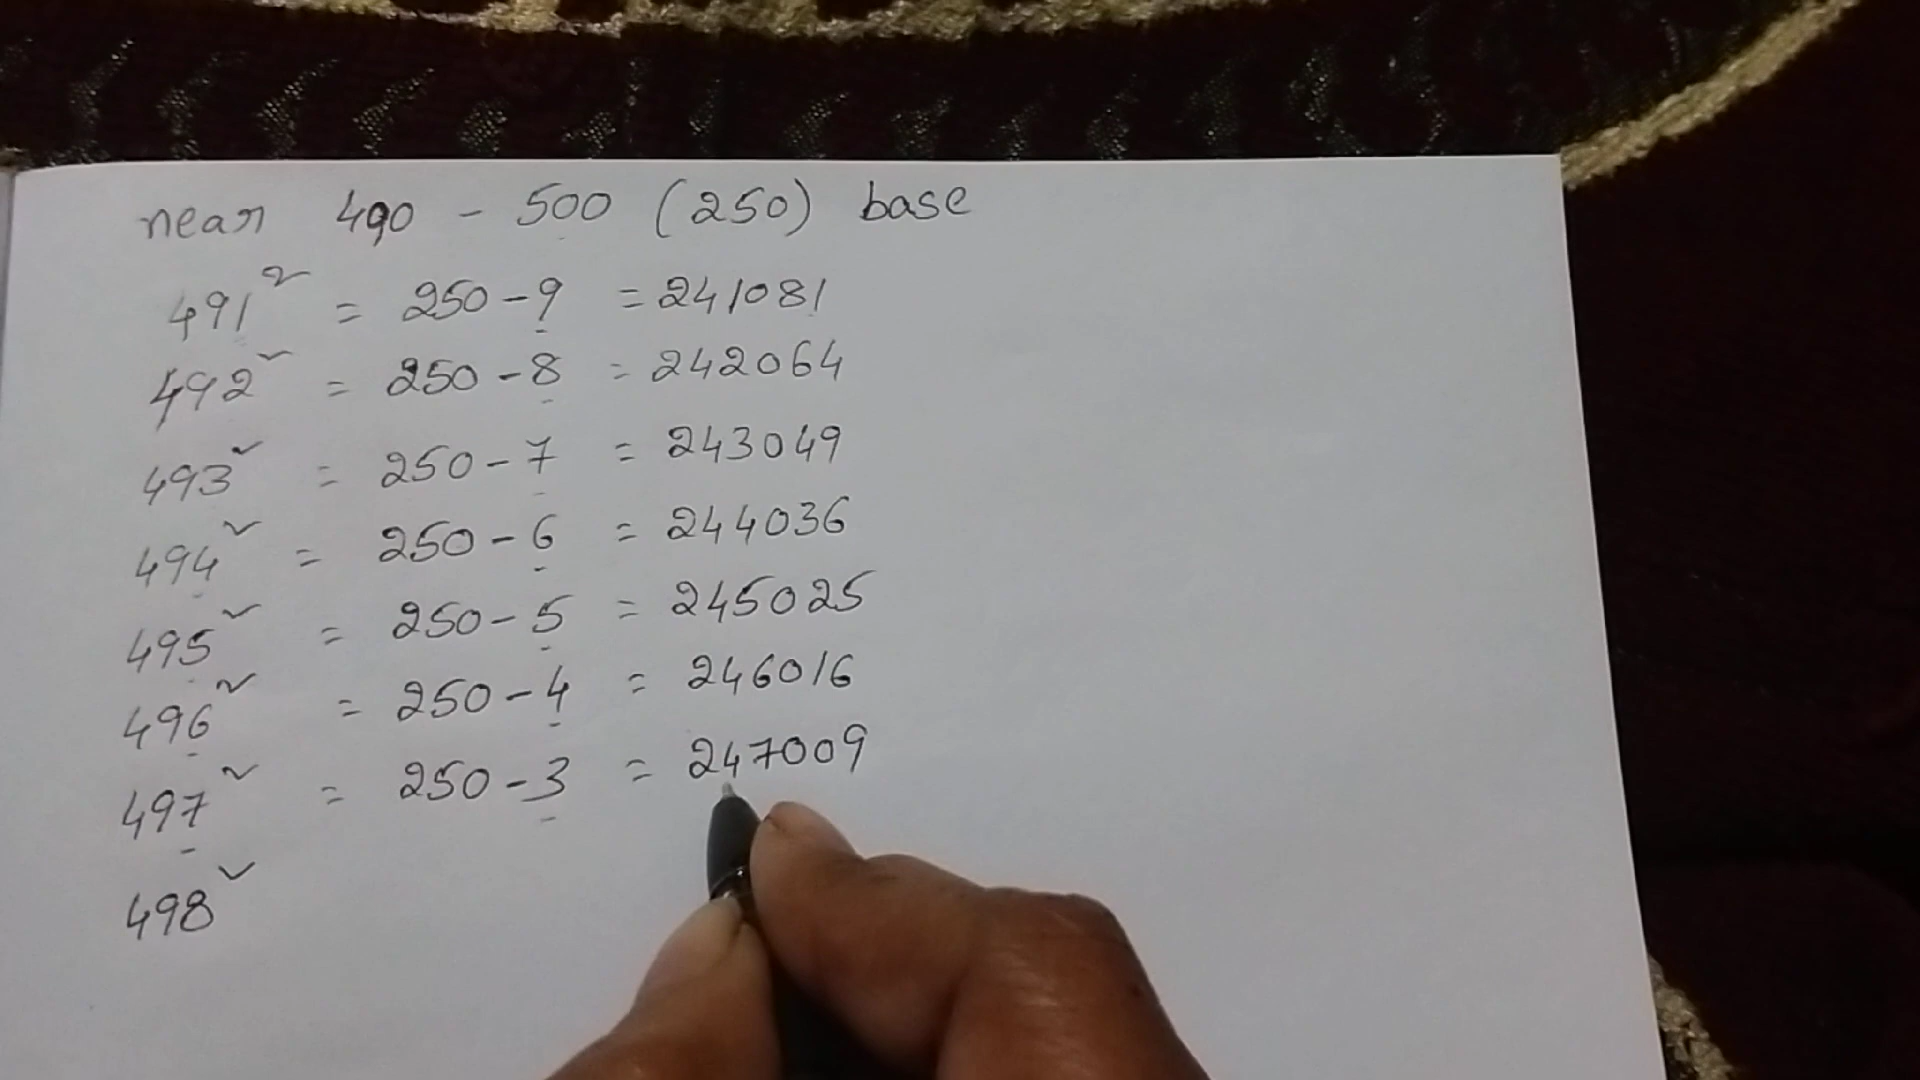 near 490 - 500 (250) base
491² = 250-9 = 241081
492² = 250-8 = 242064
493² = 250-7 = 243049
494² = 250-6 = 244036
495² = 250-5 = 245025
496² = 250-4 = 246016
497² = 250-3 = 247009
498²